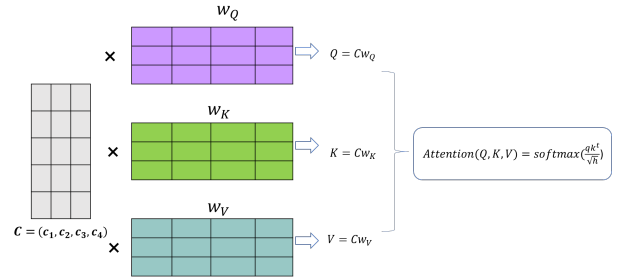 w_Q
× Q = Cw_Q
w_K
× K = Cw_K
Attention(Q, K, V) = softmax(qk^t/√n)
w_V
C = (c_1, c_2, c_3, c_4)
× V = Cw_V